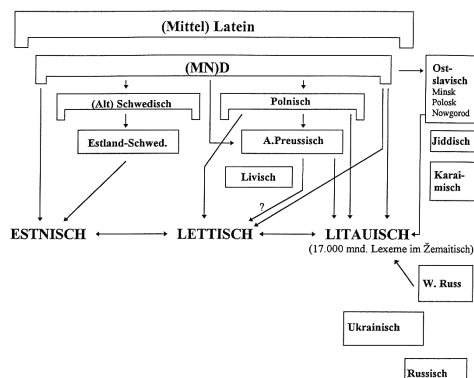 (Mittel) Latein
(MN)D
Ost-
slavisch
Minsk
Polosk
Nowgorod
(Alt) Schwedisch
Polnisch
Estland-Schwed.
A.Preussisch
Jiddisch
Livisch
Karai-
misch
?
ESTNISCH
LETTISCH
LITAUISCH
(17.000 mnd. Lexeme im Žemaitisch)
W. Russ
Ukrainisch
Russisch